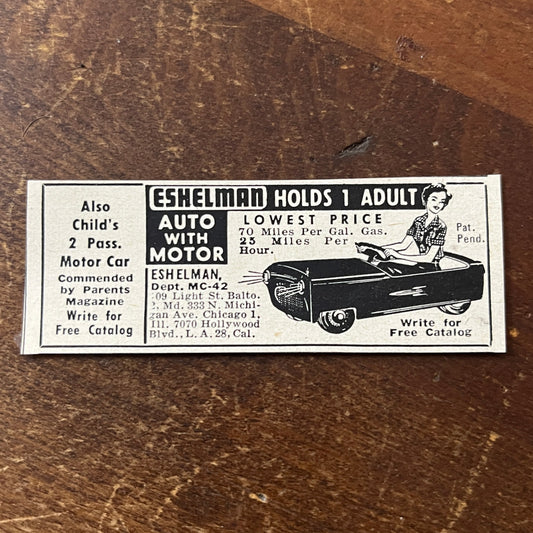 Also
Child's
2 Pass.
Motor Car
Commended
by Parents
Magazine
Write for
Free Catalog
ESHELMAN HOLDS 1 ADULT
AUTO
WITH
MOTOR
LOWEST PRICE
70 Miles Per Gal. Gas.
25 Miles Per
Hour.
ESHELMAN,
Dept. MC-42
09 Light St. Balto.
2, Md. 333 N. Michi-
gan Ave. Chicago 1,
Ill. 7070 Hollywood
Blvd., L. A. 28, Cal.
Pat.
Pend.
Write for
Free Catalog